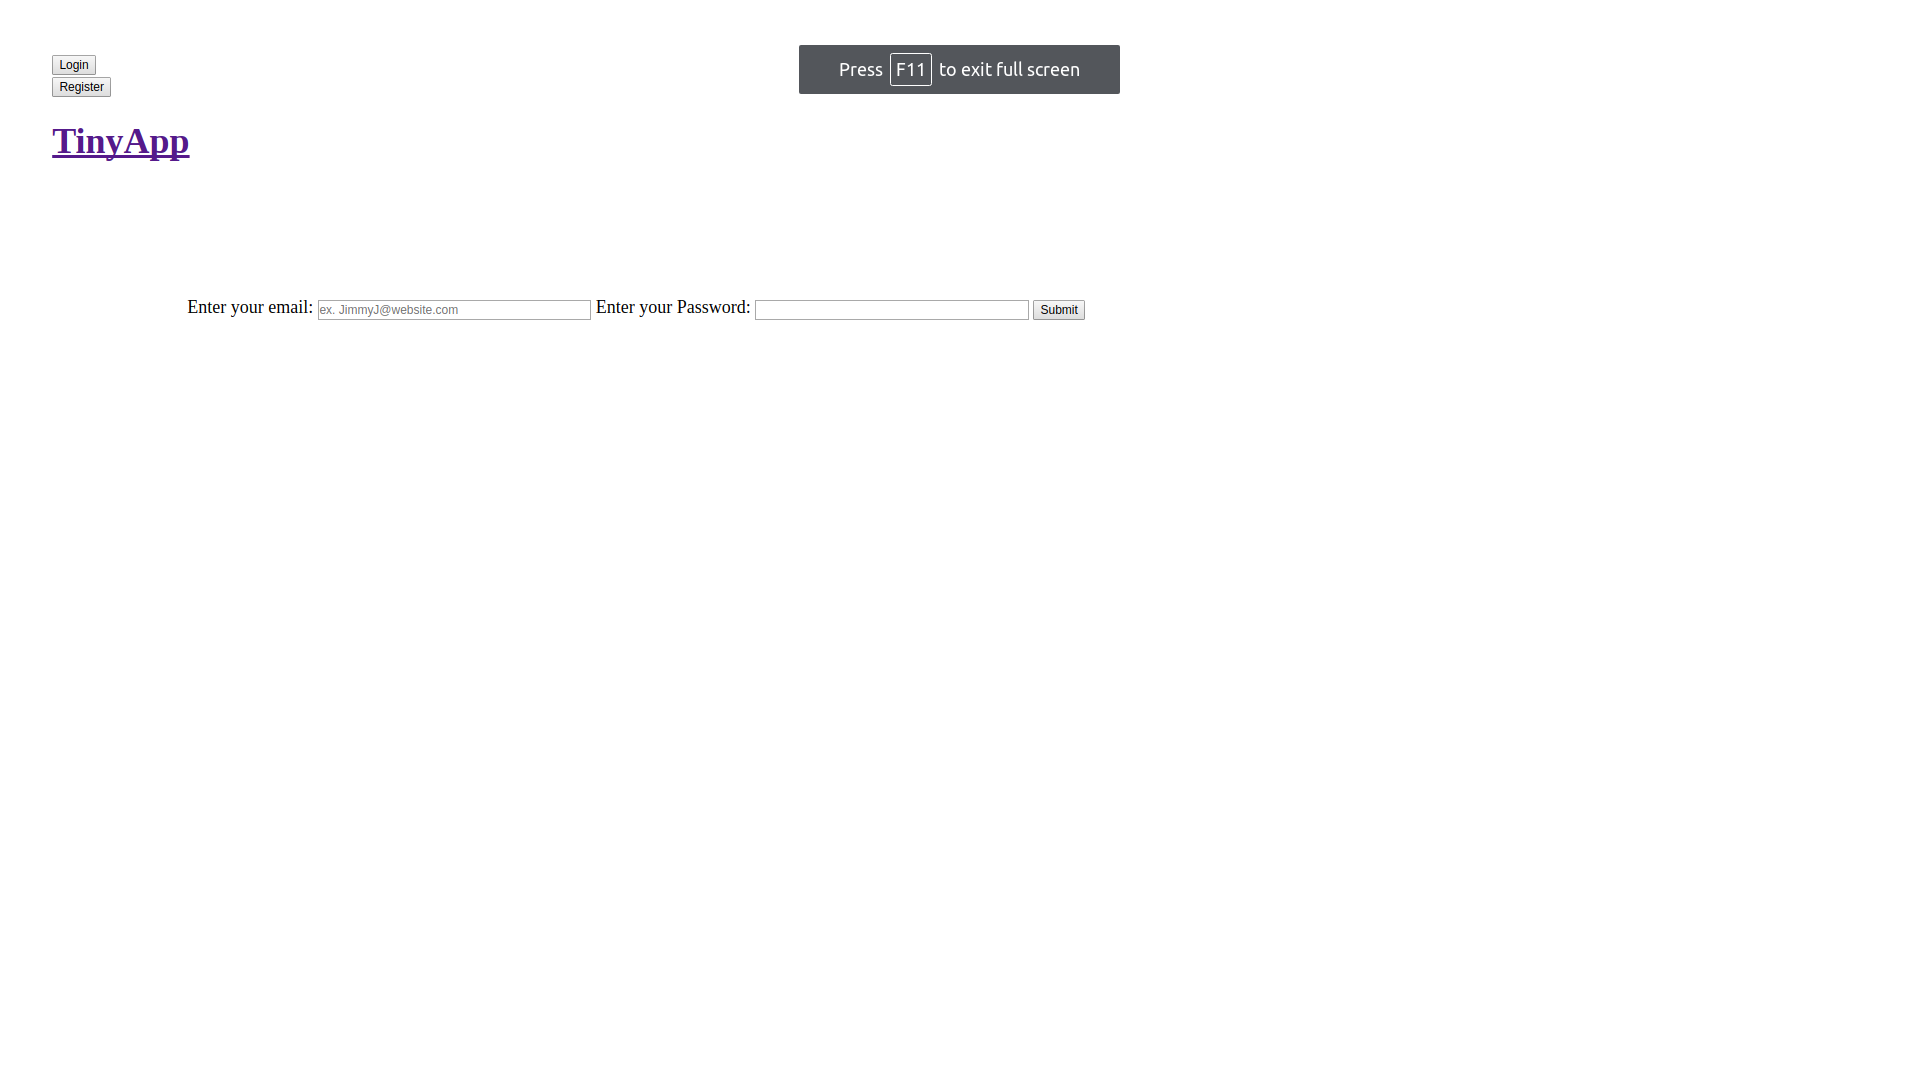 Press F11 to exit full screen
Login
Register
TinyApp
Enter your email: ex. JimmyJ@website.com Enter your Password: Submit